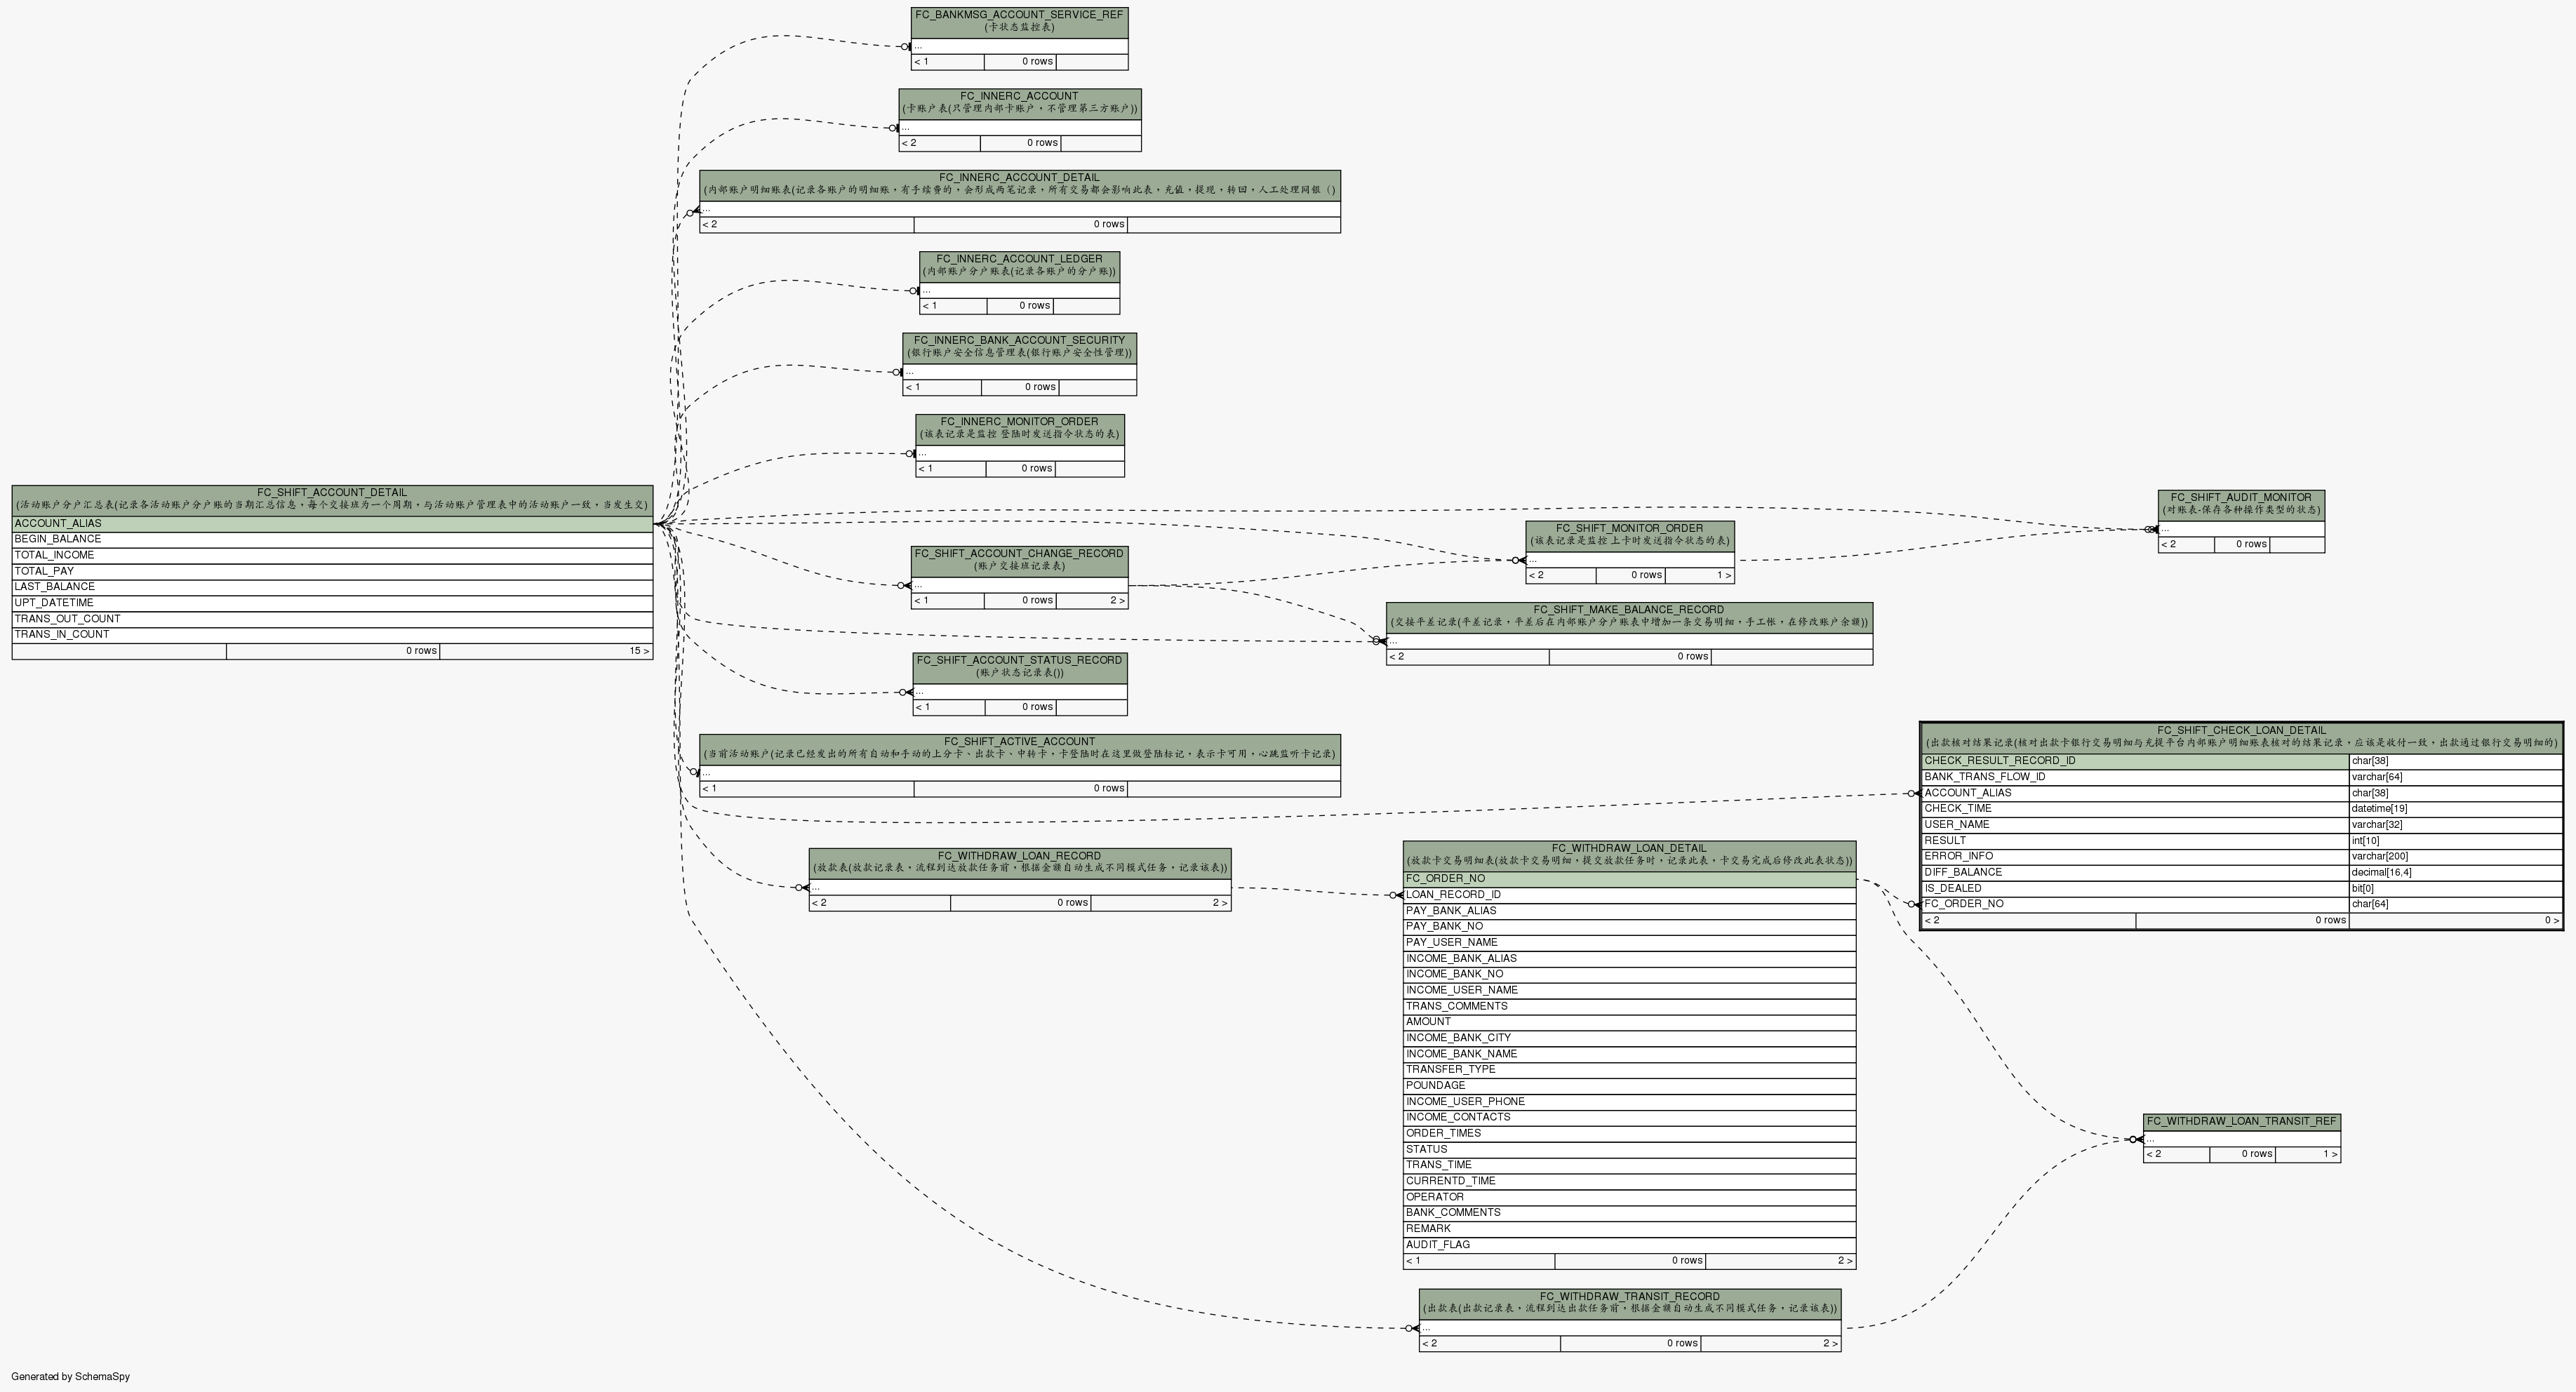 FC_BANKMSG_ACCOUNT_SERVICE_REF
(卡状态监控表)
...
< 1 0 rows
FC_INNERC_ACCOUNT
(卡账户表(只管理内部卡账户，不管理第三方账户))
...
< 2 0 rows
FC_INNERC_ACCOUNT_DETAIL
(内部账户明细账表(记录各账户的明细账，有手续费的，会形成两笔记录，所有交易都会影响此表，充值，提现，转回，人工处理网银（)
...
< 2 0 rows
FC_INNERC_ACCOUNT_LEDGER
(内部账户分户账表(记录各账户的分户账))
...
< 1 0 rows
FC_INNERC_BANK_ACCOUNT_SECURITY
(银行账户安全信息管理表(银行账户安全性管理))
...
< 1 0 rows
FC_INNERC_MONITOR_ORDER
(该表记录是监控 登陆时发送指令状态的表)
...
< 1 0 rows
FC_SHIFT_ACCOUNT_DETAIL
(活动账户分户汇总表(记录各活动账户分户账的当期汇总信息，每个交接班为一个周期，与活动账户管理表中的活动账户一致，当发生交)
ACCOUNT_ALIAS
BEGIN_BALANCE
TOTAL_INCOME
TOTAL_PAY
LAST_BALANCE
UPT_DATETIME
TRANS_OUT_COUNT
TRANS_IN_COUNT
0 rows 15 >
FC_SHIFT_AUDIT_MONITOR
(对账表-保存各种操作类型的状态)
...
< 2 0 rows
FC_SHIFT_MONITOR_ORDER
(该表记录是监控 上卡时发送指令状态的表)
...
< 2 0 rows 1 >
FC_SHIFT_ACCOUNT_CHANGE_RECORD
(账户交接班记录表)
...
< 1 0 rows 2 >
FC_SHIFT_MAKE_BALANCE_RECORD
(交接平差记录(平差记录，平差后在内部账户分户账表中增加一条交易明细，手工帐，在修改账户余额))
...
< 2 0 rows
FC_SHIFT_ACCOUNT_STATUS_RECORD
(账户状态记录表())
...
< 1 0 rows
FC_SHIFT_ACTIVE_ACCOUNT
(当前活动账户(记录已经发出的所有自动和手动的上分卡、出款卡、中转卡，卡登陆时在这里做登陆标记，表示卡可用，心跳监听卡记录)
...
< 1 0 rows
FC_SHIFT_CHECK_LOAN_DETAIL
(出款核对结果记录(核对出款卡银行交易明细与充提平台内部账户明细账表核对的结果记录，应该是收付一致，出款通过银行交易明细的)
CHECK_RESULT_RECORD_ID char[38]
BANK_TRANS_FLOW_ID varchar[64]
ACCOUNT_ALIAS char[38]
CHECK_TIME datetime[19]
USER_NAME varchar[32]
RESULT int[10]
ERROR_INFO varchar[200]
DIFF_BALANCE decimal[16,4]
IS_DEALED bit[0]
FC_ORDER_NO char[64]
< 2 0 rows 0 >
FC_WITHDRAW_LOAN_RECORD
(放款表(放款记录表，流程到达放款任务前，根据金额自动生成不同模式任务，记录该表))
...
< 2 0 rows 2 >
FC_WITHDRAW_LOAN_DETAIL
(放款卡交易明细表(放款卡交易明细，提交放款任务时，记录此表，卡交易完成后修改此表状态))
FC_ORDER_NO
LOAN_RECORD_ID
PAY_BANK_ALIAS
PAY_BANK_NO
PAY_USER_NAME
INCOME_BANK_ALIAS
INCOME_BANK_NO
INCOME_USER_NAME
TRANS_COMMENTS
AMOUNT
INCOME_BANK_CITY
INCOME_BANK_NAME
TRANSFER_TYPE
POUNDAGE
INCOME_USER_PHONE
INCOME_CONTACTS
ORDER_TIMES
STATUS
TRANS_TIME
CURRENTD_TIME
OPERATOR
BANK_COMMENTS
REMARK
AUDIT_FLAG
< 1 0 rows 2 >
FC_WITHDRAW_LOAN_TRANSIT_REF
...
< 2 0 rows 1 >
FC_WITHDRAW_TRANSIT_RECORD
(出款表(出款记录表，流程到达出款任务前，根据金额自动生成不同模式任务，记录该表))
...
< 2 0 rows 2 >
Generated by SchemaSpy